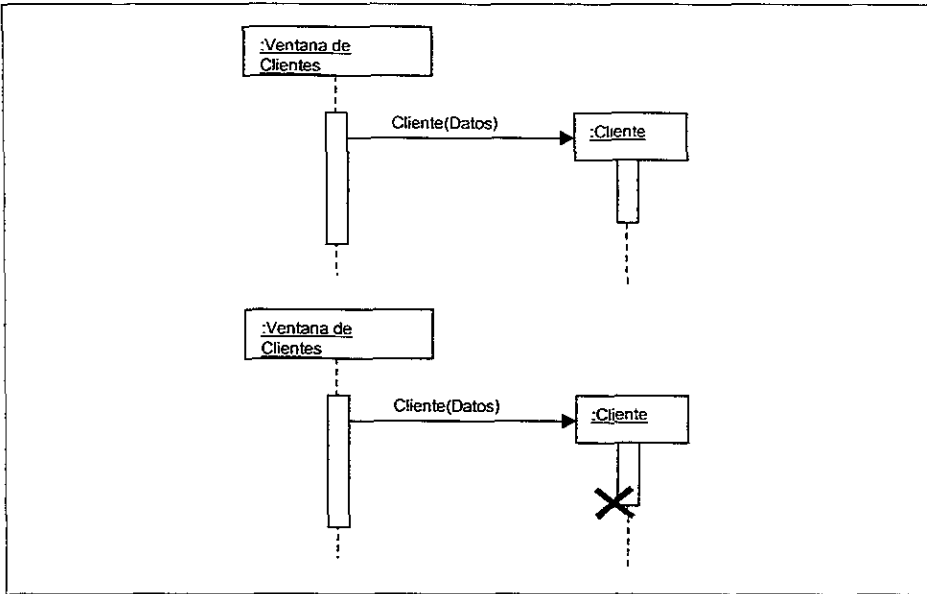 :Ventana de
Clientes
Cliente(Datos)
:Cliente
:Ventana de
Clientes
Cliente(Datos)
:Cliente